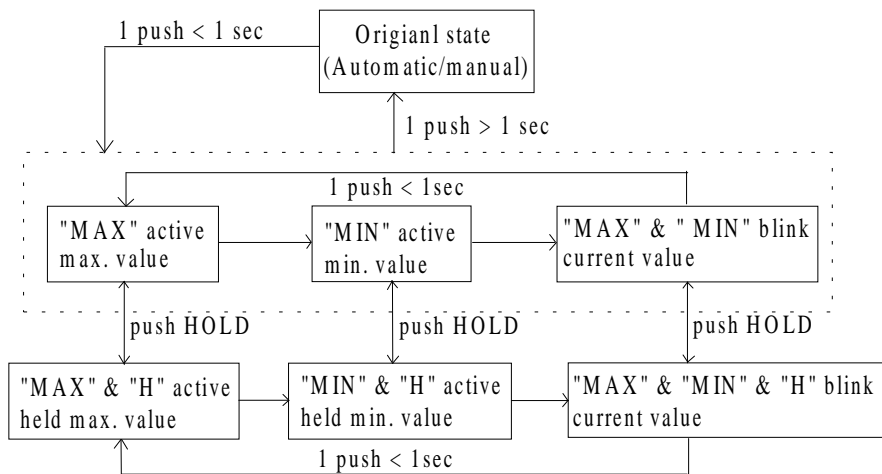 1 push < 1 sec
Origianl state
(Automatic/manual)
1 push > 1 sec
1 push < 1sec
"MAX" active
max. value
"MIN" active
min. value
"MAX" & " MIN" blink
current value
push HOLD
push HOLD
push HOLD
"MAX" & "H" active
held max. value
"MIN" & "H" active
held min. value
"MAX" & "MIN" & "H" blink
current value
1 push < 1sec